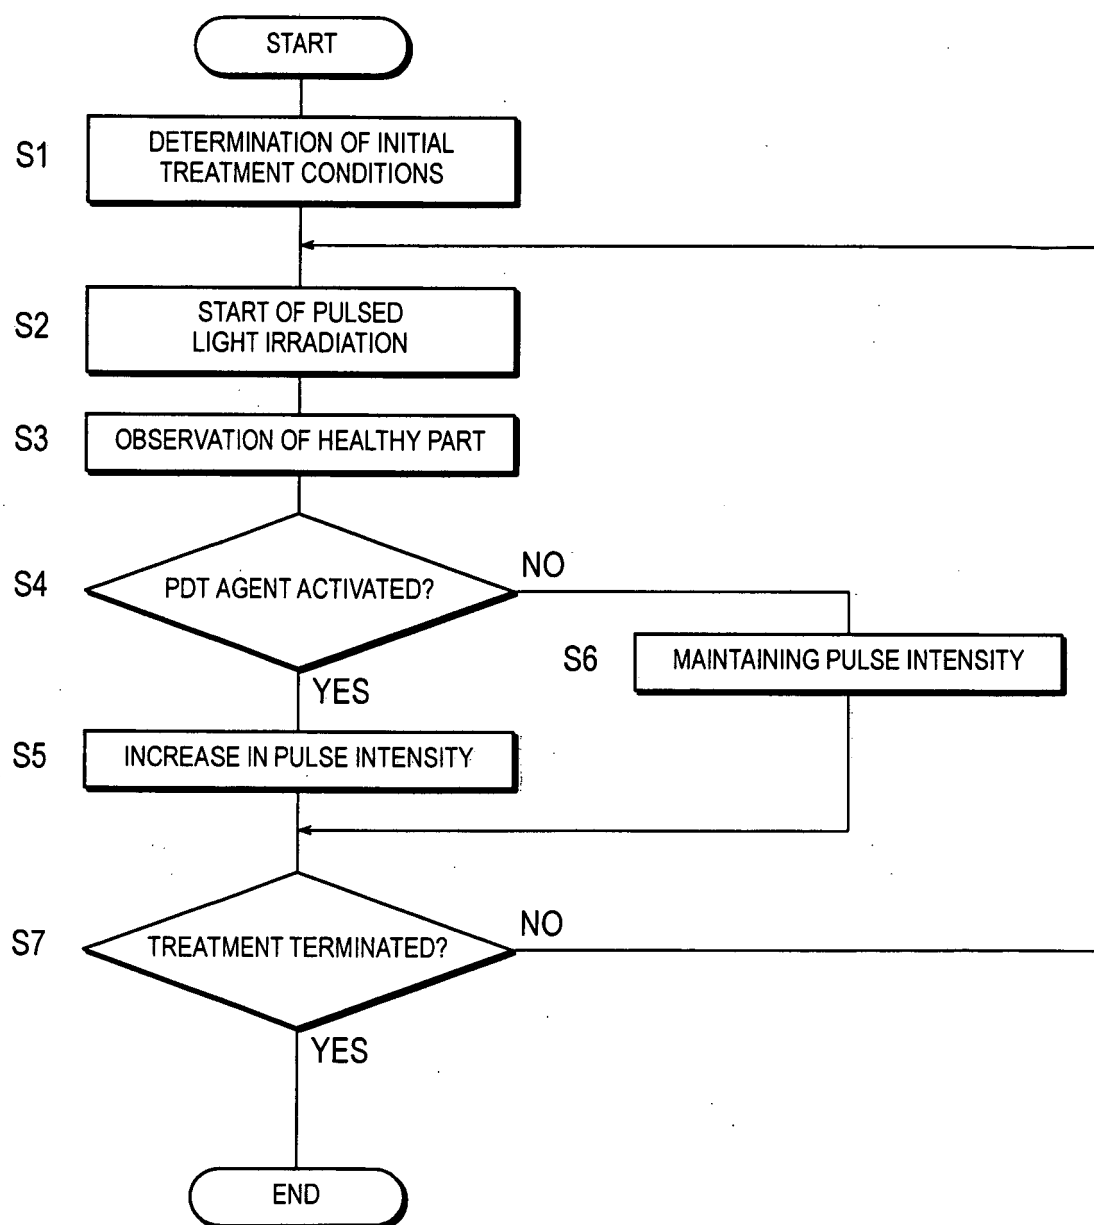 START
S1
DETERMINATION OF INITIAL
TREATMENT CONDITIONS
S2
START OF PULSED
LIGHT IRRADIATION
S3
OBSERVATION OF HEALTHY PART
S4
PDT AGENT ACTIVATED?
NO
YES
S6
MAINTAINING PULSE INTENSITY
S5
INCREASE IN PULSE INTENSITY
S7
TREATMENT TERMINATED?
NO
YES
END